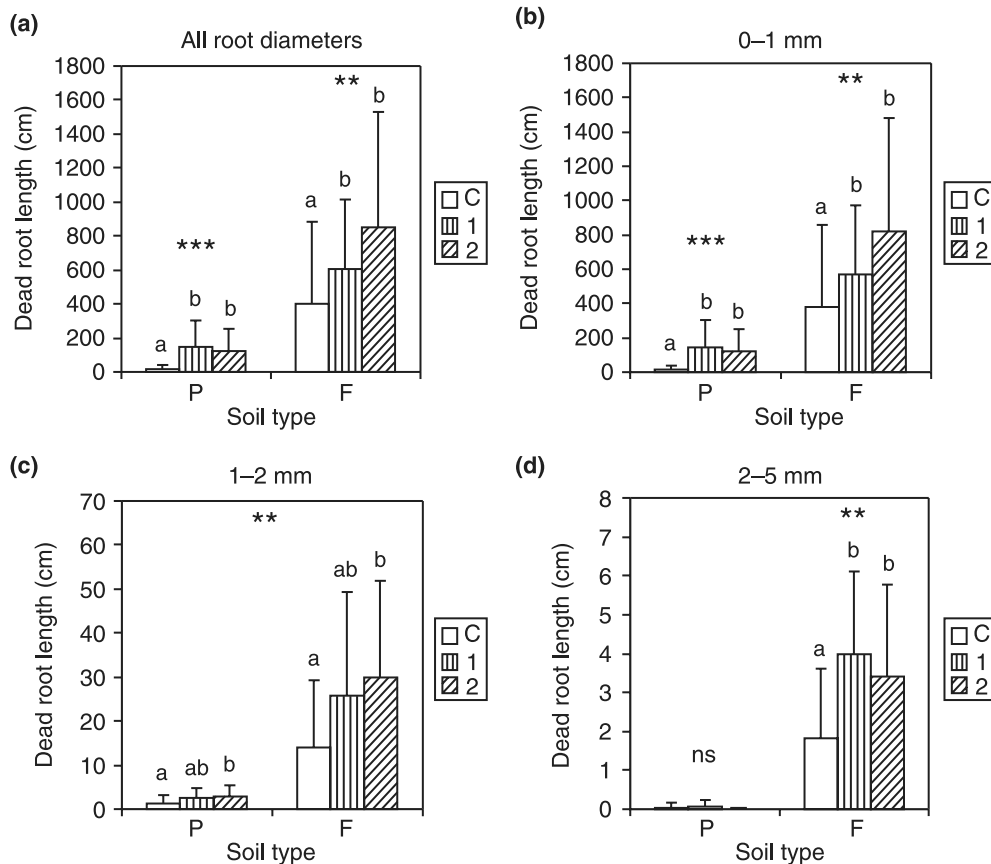 (a)
All root diameters
Dead root length (cm)
1800
1600
1400
1200
1000
800
600
400
200
0
***
**
a
b
b
a
b
b
P
F
Soil type
C
1
2
(b)
0–1 mm
Dead root length (cm)
1800
1600
1400
1200
1000
800
600
400
200
0
***
**
a
b
b
a
b
b
P
F
Soil type
C
1
2
(c)
1–2 mm
Dead root length (cm)
70
60
50
40
30
20
10
0
**
a
ab
b
a
ab
b
P
F
Soil type
C
1
2
(d)
2–5 mm
Dead root length (cm)
8
7
6
5
4
3
2
1
0
ns
**
a
b
b
P
F
Soil type
C
1
2